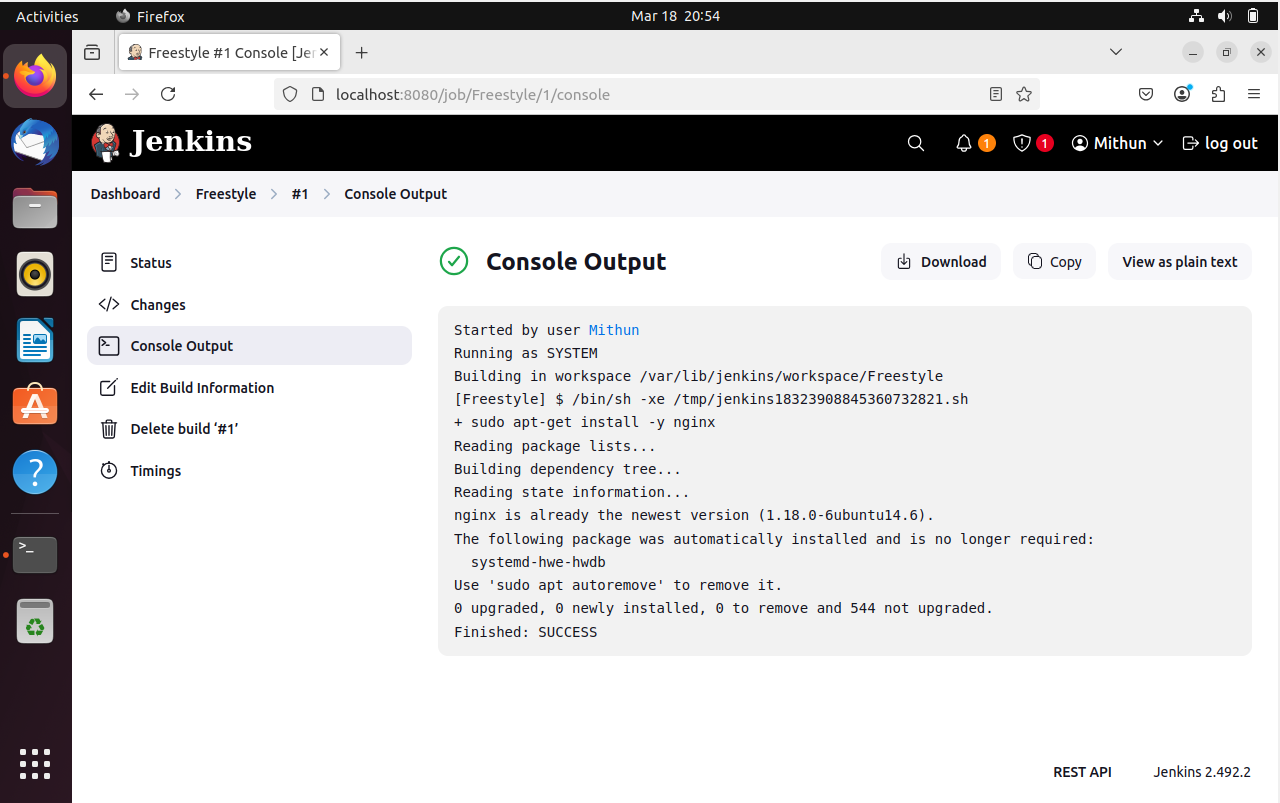 Activities Firefox Mar 18 20:54
Freestyle #1 Console [Je
localhost:8080/job/Freestyle/1/console
Jenkins 1 1 Mithun log out
Dashboard Freestyle #1 Console Output
Status
Changes
Console Output
Edit Build Information
Delete build ‘#1’
Timings
Console Output Download Copy View as plain text
Started by user Mithun
Running as SYSTEM
Building in workspace /var/lib/jenkins/workspace/Freestyle
[Freestyle] $ /bin/sh -xe /tmp/jenkins18323908845360732821.sh
+ sudo apt-get install -y nginx
Reading package lists...
Building dependency tree...
Reading state information...
nginx is already the newest version (1.18.0-6ubuntu14.6).
The following package was automatically installed and is no longer required:
  systemd-hwe-hwdb
Use 'sudo apt autoremove' to remove it.
0 upgraded, 0 newly installed, 0 to remove and 544 not upgraded.
Finished: SUCCESS
REST API Jenkins 2.492.2